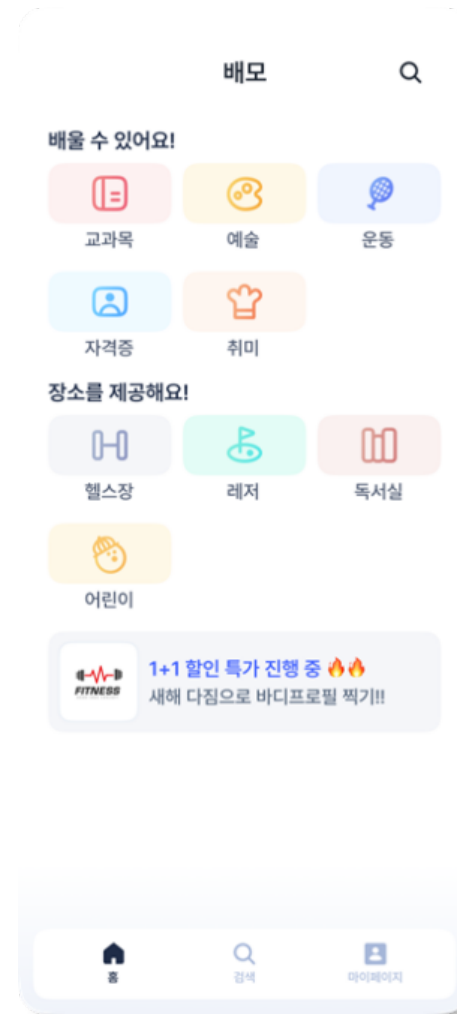 배모
배울 수 있어요!
교과목 예술 운동
자격증 취미
장소를 제공해요!
헬스장 레저 독서실
어린이
1+1 할인 특가 진행 중 🔥🔥
FITNESS
새해 다짐으로 바디프로필 찍기!!
홈 검색 마이페이지